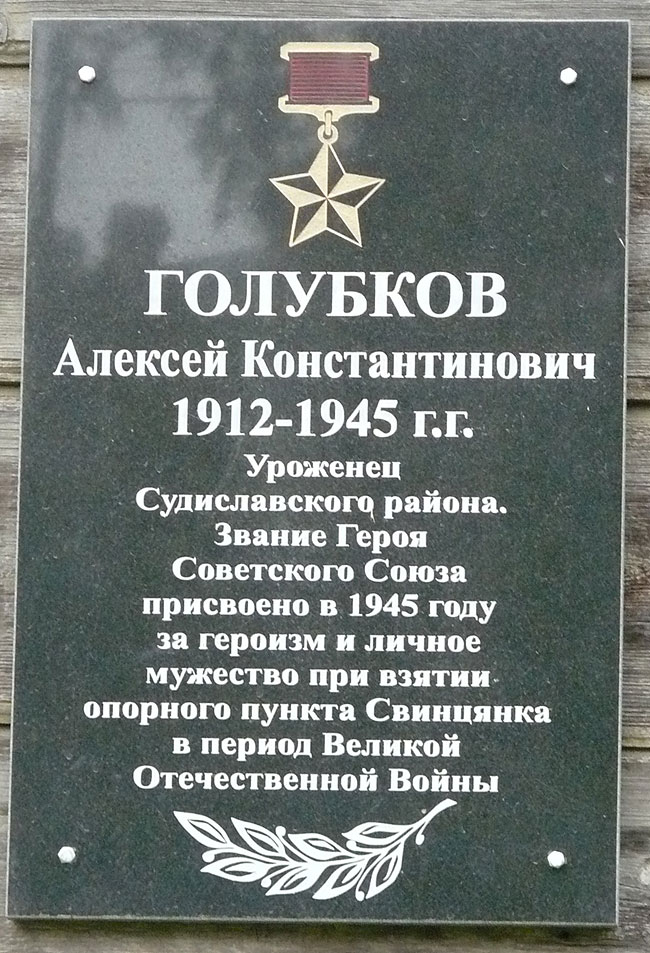 ГОЛУБКОВ
Алексей Константинович
1912-1945 г.г.
Уроженец
Судиславского района.
Звание Героя
Советского Союза
присвоено в 1945 году
за героизм и личное
мужество при взятии
опорного пункта Свинцянка
в период Великой
Отечественной Войны